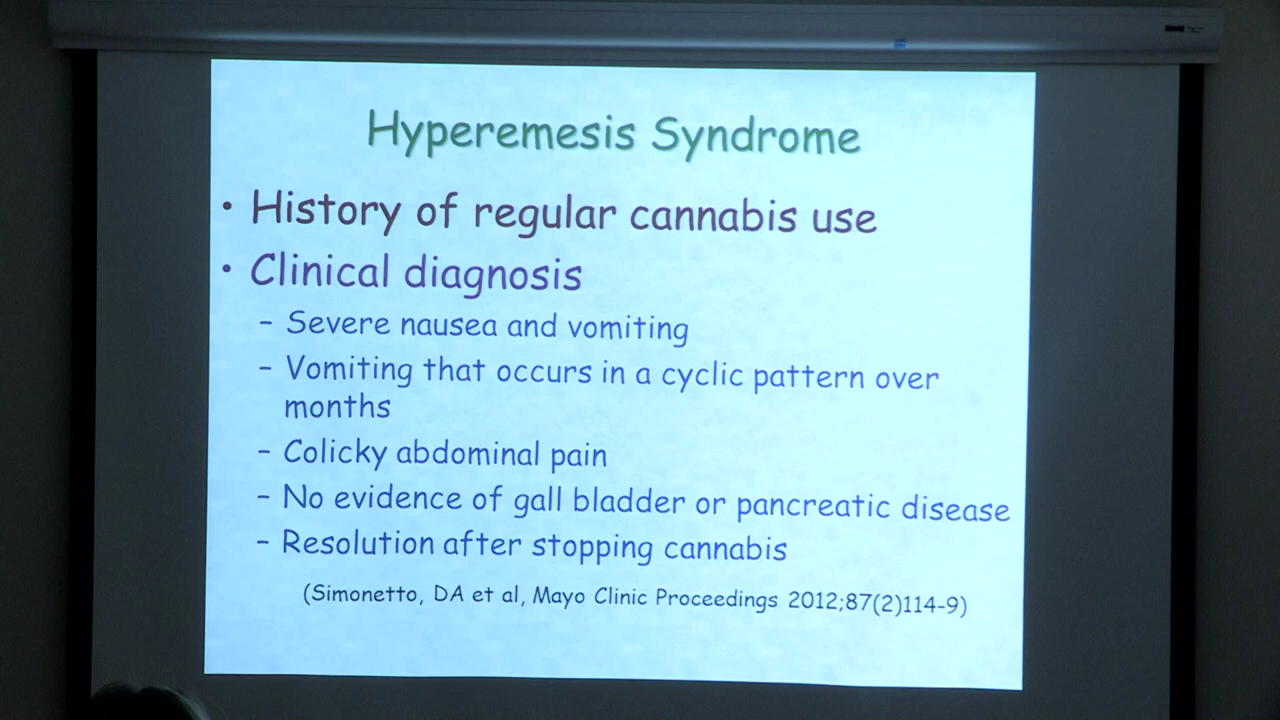 Hyperemesis Syndrome
• History of regular cannabis use
• Clinical diagnosis
– Severe nausea and vomiting
– Vomiting that occurs in a cyclic pattern over
months
– Colicky abdominal pain
– No evidence of gall bladder or pancreatic disease
– Resolution after stopping cannabis
(Simonetto, DA et al, Mayo Clinic Proceedings 2012;87(2)114-9)